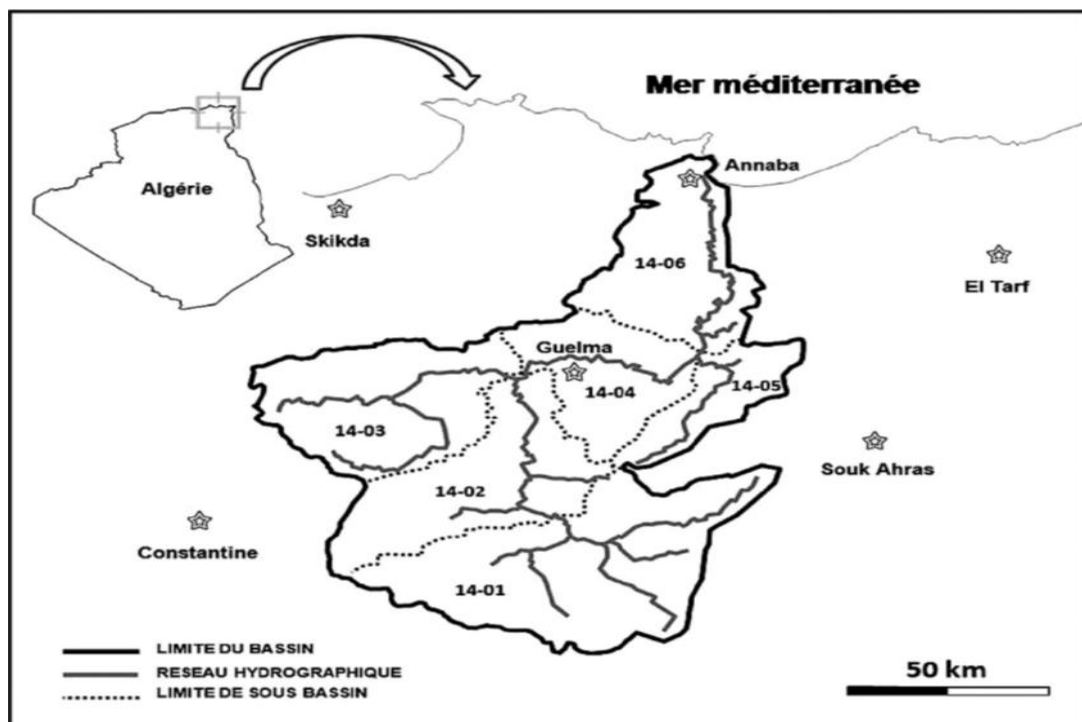 Mer méditerranée
Annaba
Algérie
Skikda
14-06
El Tarf
Guelma
14-04
14-05
14-03
Souk Ahras
14-02
Constantine
14-01
LIMITE DU BASSIN
RESEAU HYDROGRAPHIQUE
LIMITE DE SOUS BASSIN
50 km